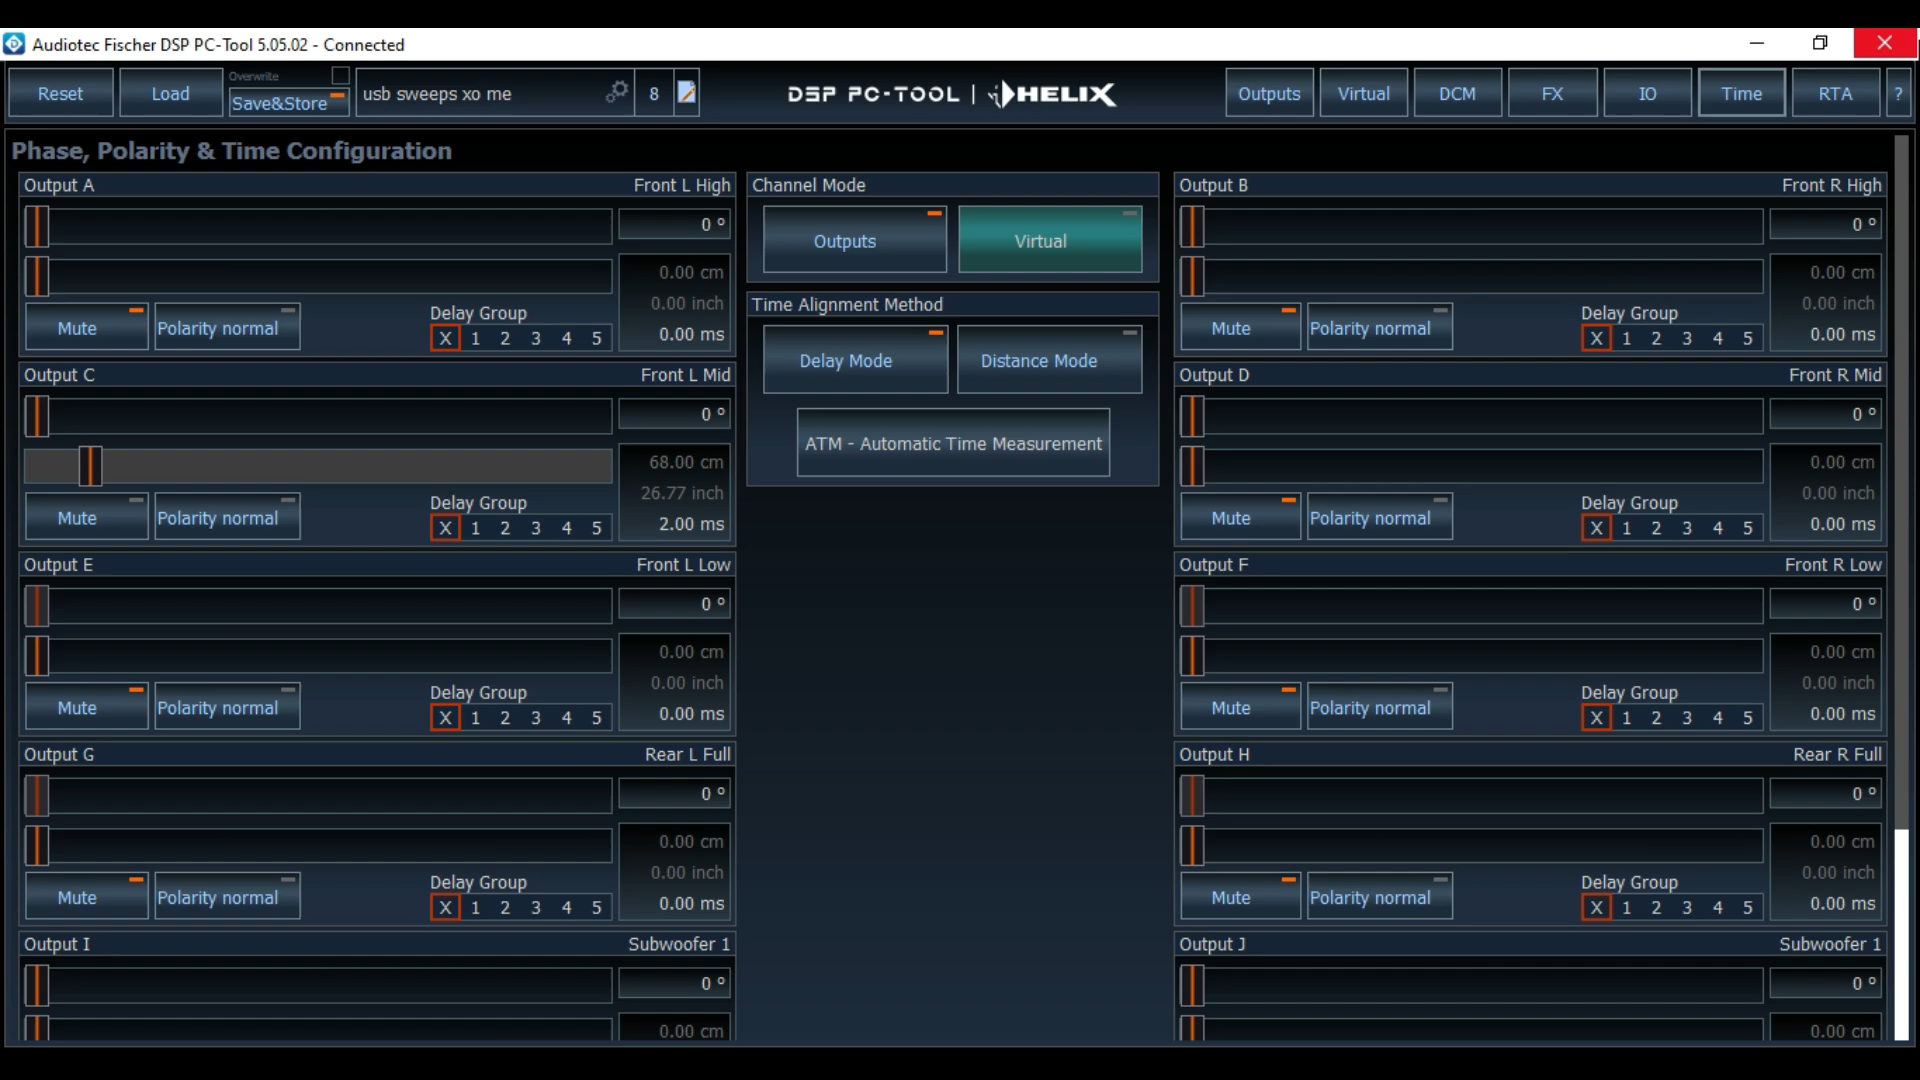 Audiotec Fischer DSP PC-Tool 5.05.02 - Connected
Reset
Load
Overwrite
Save&Store
usb sweeps xo me
8
DSP PC-TOOL | HELIX
Outputs
Virtual
DCM
FX
IO
Time
RTA
?
Phase, Polarity & Time Configuration
Output A Front L High
0 °
0.00 cm
0.00 inch
0.00 ms
Mute
Polarity normal
Delay Group
X 1 2 3 4 5
Output C Front L Mid
0 °
68.00 cm
26.77 inch
2.00 ms
Mute
Polarity normal
Delay Group
X 1 2 3 4 5
Output E Front L Low
0 °
0.00 cm
0.00 inch
0.00 ms
Mute
Polarity normal
Delay Group
X 1 2 3 4 5
Output G Rear L Full
0 °
0.00 cm
0.00 inch
0.00 ms
Mute
Polarity normal
Delay Group
X 1 2 3 4 5
Output I Subwoofer 1
0 °
0.00 cm
Channel Mode
Outputs
Virtual
Time Alignment Method
Delay Mode
Distance Mode
ATM - Automatic Time Measurement
Output B Front R High
0 °
0.00 cm
0.00 inch
0.00 ms
Mute
Polarity normal
Delay Group
X 1 2 3 4 5
Output D Front R Mid
0 °
0.00 cm
0.00 inch
0.00 ms
Mute
Polarity normal
Delay Group
X 1 2 3 4 5
Output F Front R Low
0 °
0.00 cm
0.00 inch
0.00 ms
Mute
Polarity normal
Delay Group
X 1 2 3 4 5
Output H Rear R Full
0 °
0.00 cm
0.00 inch
0.00 ms
Mute
Polarity normal
Delay Group
X 1 2 3 4 5
Output J Subwoofer 1
0 °
0.00 cm